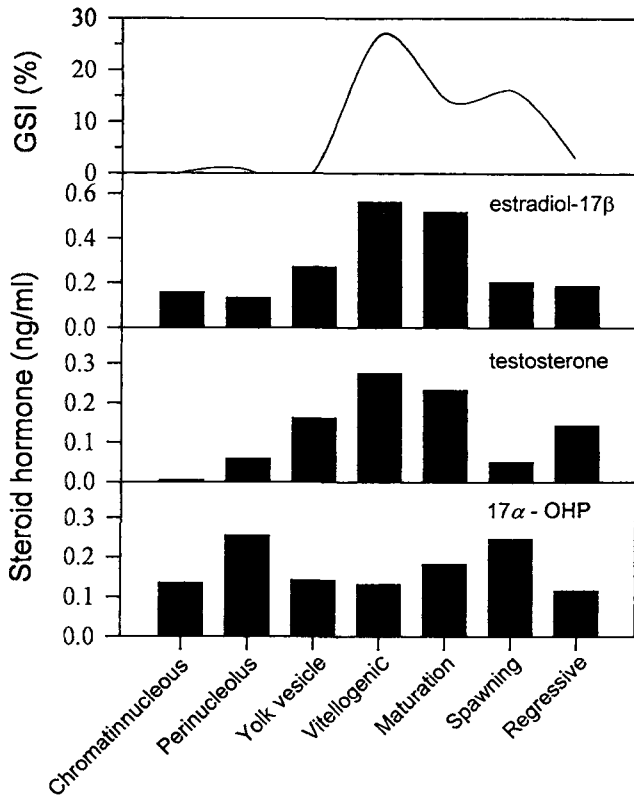 GSI (%)
30
20
10
0
Steroid hormone (ng/ml)
estradiol-17β
0.6
0.4
0.2
0.0
testosterone
0.3
0.2
0.1
0.0
17α - OHP
0.3
0.2
0.1
0.0
Chromatinnucleous
Perinucleolus
Yolk vesicle
Vitellogenic
Maturation
Spawning
Regressive